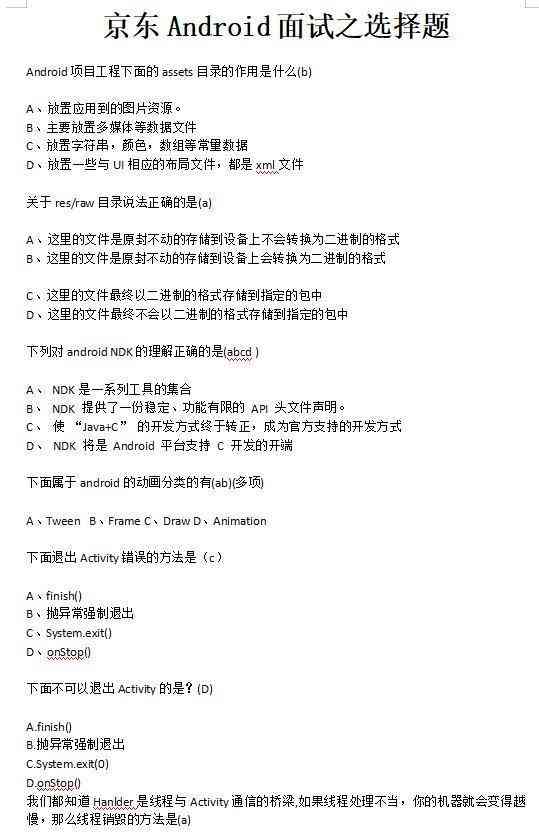 京东Android面试之选择题
Android 项目工程下面的 assets 目录的作用是什么(b)
A、放置应用到的图片资源。
B、主要放置多媒体等数据文件
C、放置字符串，颜色，数组等常量数据
D、放置一些与 UI 相应的布局文件，都是 xml 文件
关于 res/raw 目录说法正确的是(a)
A、这里的文件是原封不动的存储到设备上不会转换为二进制的格式
B、这里的文件是原封不动的存储到设备上会转换为二进制的格式
C、这里的文件最终以二进制的格式存储到指定的包中
D、这里的文件最终不会以二进制的格式存储到指定的包中
下列对 android NDK 的理解正确的是(abcd )
A、 NDK 是一系列工具的集合
B、 NDK 提供了一份稳定、功能有限的 API 头文件声明。
C、 使 “Java+C” 的开发方式终于转正，成为官方支持的开发方式
D、 NDK 将是 Android 平台支持 C 开发的开端
下面属于 android 的动画分类的有(ab)(多项)
A、Tween B、Frame C、Draw D、Animation
下面退出 Activity 错误的方法是（c）
A、finish()
B、抛异常强制退出
C、System.exit()
D、onStop()
下面不可以退出 Activity 的是？(D)
A.finish()
B.抛异常强制退出
C.System.exit(0)
D.onStop()
我们都知道 Hanlder 是线程与 Activity 通信的桥梁,如果线程处理不当，你的机器就会变得越
慢，那么线程销毁的方法是(a)